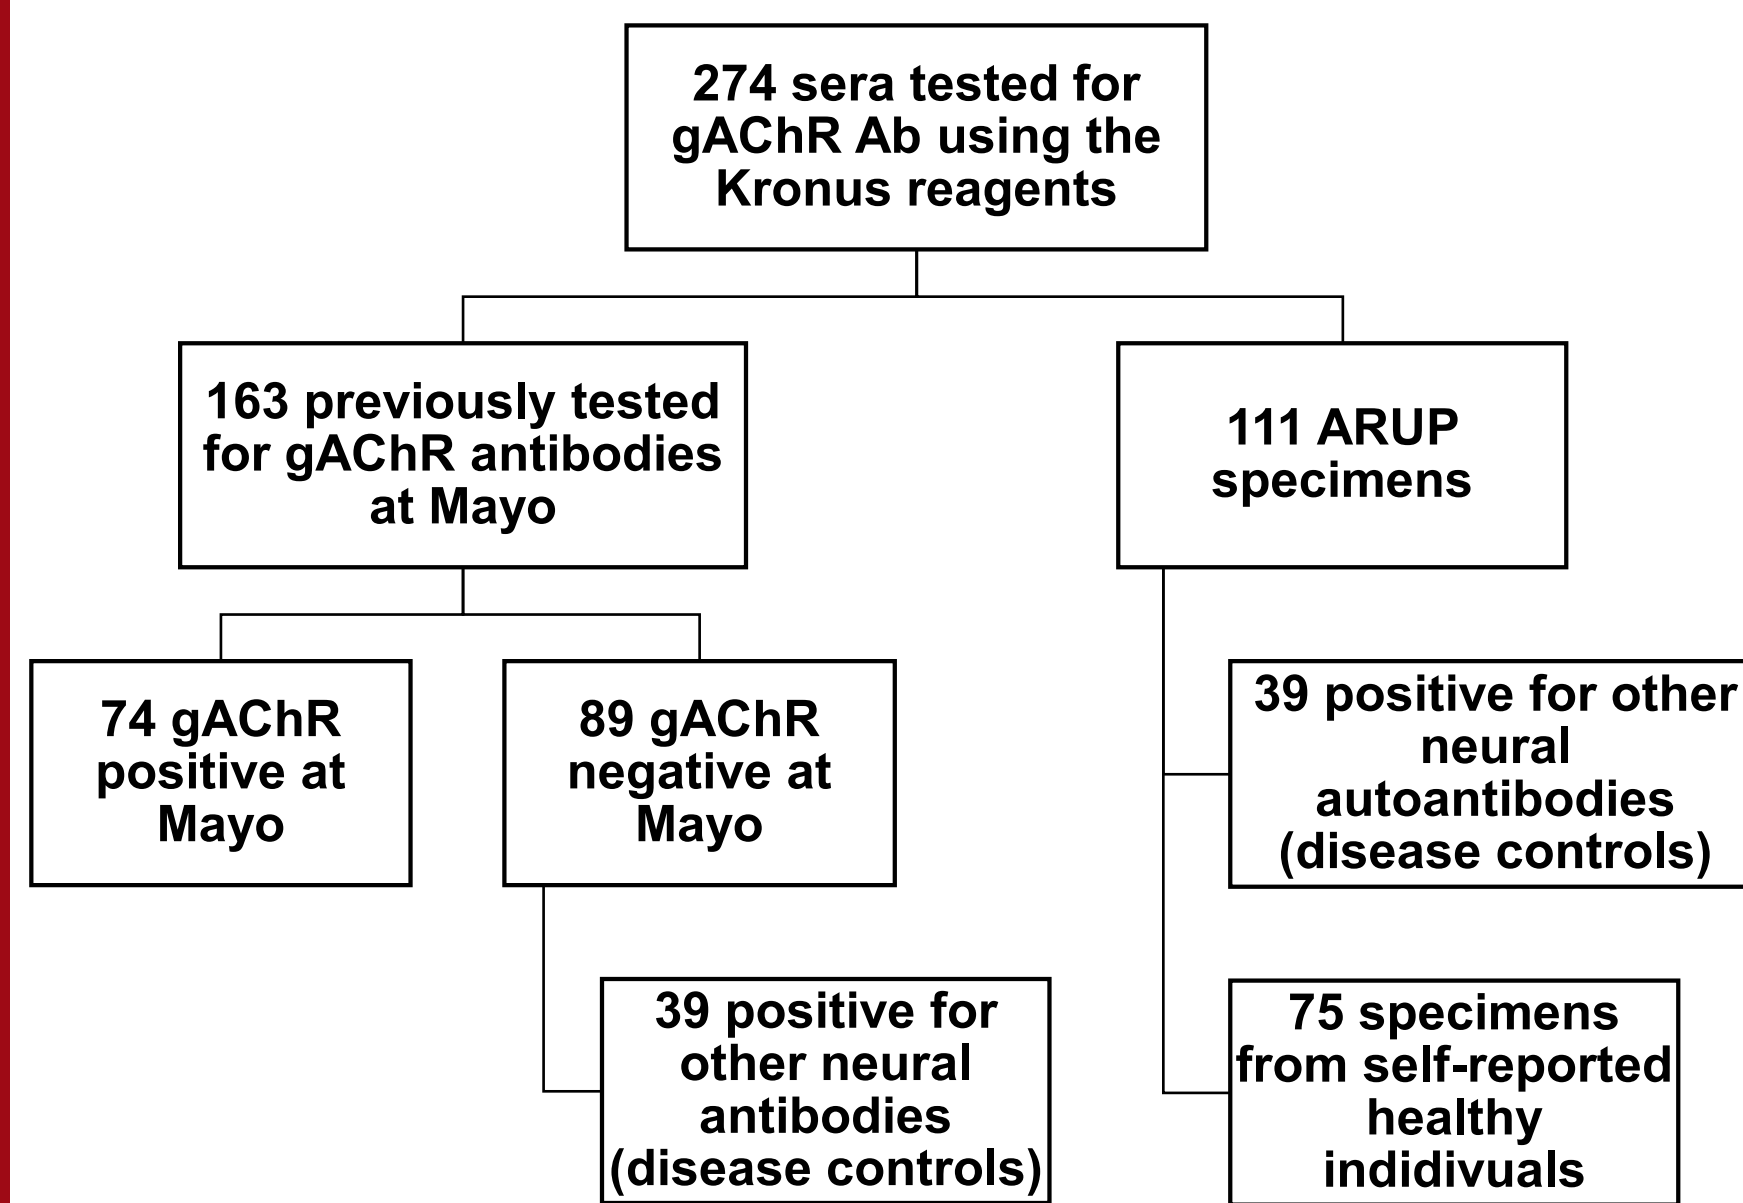 274 sera tested for
gAChR Ab using the
Kronus reagents
163 previously tested
for gAChR antibodies
at Mayo
111 ARUP
specimens
74 gAChR
positive at
Mayo
89 gAChR
negative at
Mayo
39 positive for other
neural
autoantibodies
(disease controls)
39 positive for
other neural
antibodies
(disease controls)
75 specimens
from self-reported
healthy
indidivuals